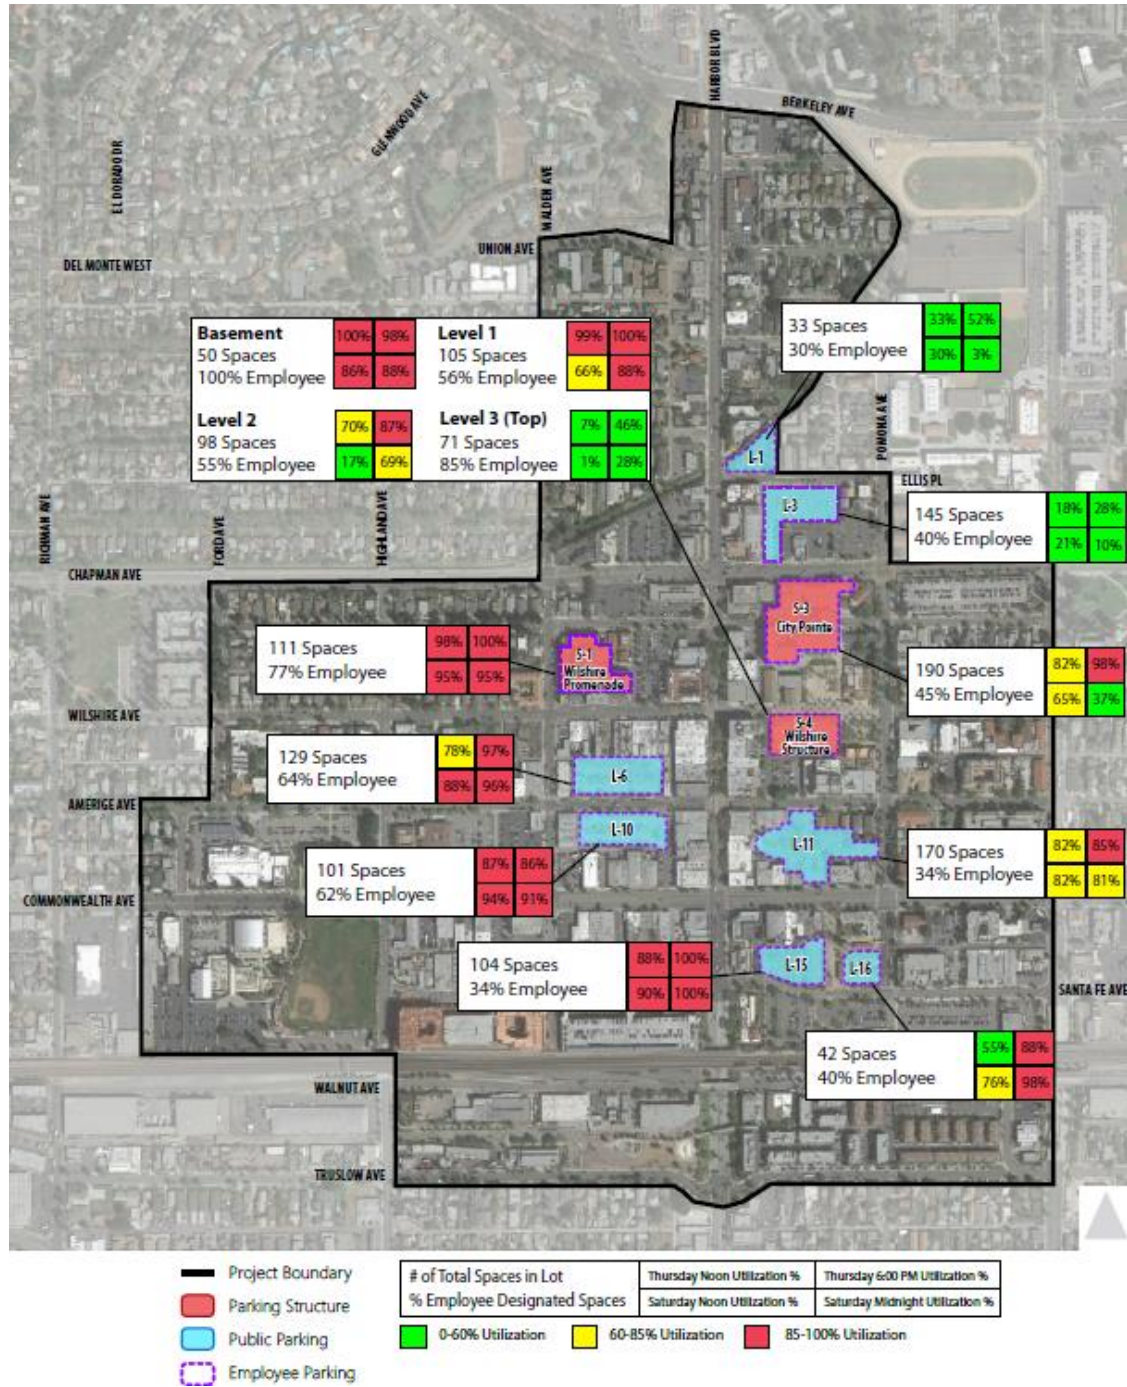 HARBOR BLVD
BERKELEY AVE
GLENWOOD AVE
EL DORADO DR
MALDEN AVE
UNION AVE
DEL MONTE WEST
33 Spaces
30% Employee
33% 52%
30% 3%
Basement
50 Spaces
100% Employee
100% 98%
86% 88%
Level 1
105 Spaces
56% Employee
99% 100%
66% 88%
Level 2
98 Spaces
55% Employee
70% 87%
17% 69%
Level 3 (Top)
71 Spaces
85% Employee
7% 46%
1% 28%
POMONA AVE
L-1
ELLIS PL
L-3
145 Spaces
40% Employee
18% 28%
21% 10%
RICHMAN AVE
FORD AVE
HIGHLAND AVE
CHAPMAN AVE
S-3
City Pointe
111 Spaces
77% Employee
98% 100%
95% 95%
S-1
Wilshire
Promenade
190 Spaces
45% Employee
82% 98%
65% 37%
WILSHIRE AVE
S-4
Wilshire
Structure
129 Spaces
64% Employee
78% 97%
88% 96%
L-6
AMERIGE AVE
L-10
L-11
170 Spaces
34% Employee
82% 85%
82% 81%
101 Spaces
62% Employee
87% 86%
94% 91%
COMMONWEALTH AVE
104 Spaces
34% Employee
88% 100%
90% 100%
L-15
L-16
SANTA FE AVE
42 Spaces
40% Employee
55% 88%
76% 98%
WALNUT AVE
TRUSLOW AVE
Project Boundary
Parking Structure
Public Parking
Employee Parking
# of Total Spaces in Lot
% Employee Designated Spaces
Thursday Noon Utilization %
Thursday 6:00 PM Utilization %
Saturday Noon Utilization %
Saturday Midnight Utilization %
0-60% Utilization
60-85% Utilization
85-100% Utilization